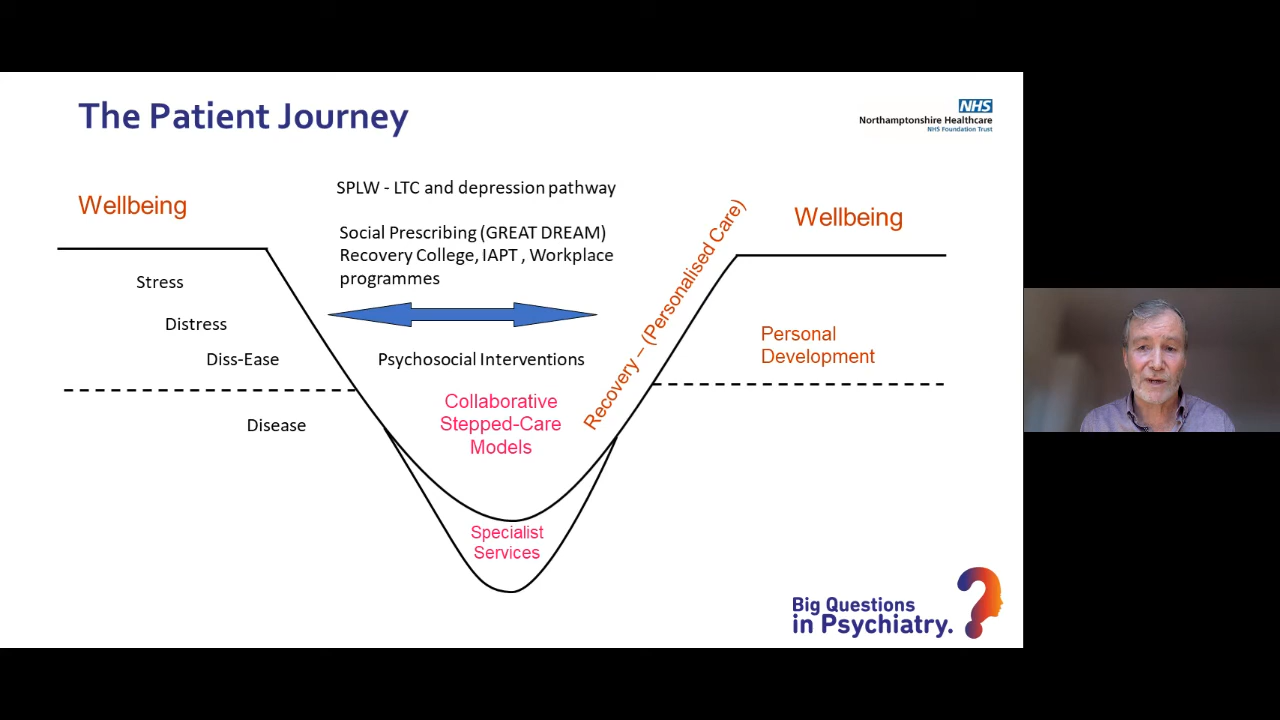 The Patient Journey
NHS
Northamptonshire Healthcare
NHS Foundation Trust
SPLW - LTC and depression pathway
Wellbeing
Wellbeing
Social Prescribing (GREAT DREAM)
Recovery College, IAPT , Workplace
programmes
Stress
Distress
Diss-Ease
Disease
Psychosocial Interventions
Collaborative
Stepped-Care
Models
Recovery – (Personalised Care)
Personal
Development
Specialist
Services
Big Questions
in Psychiatry.
?